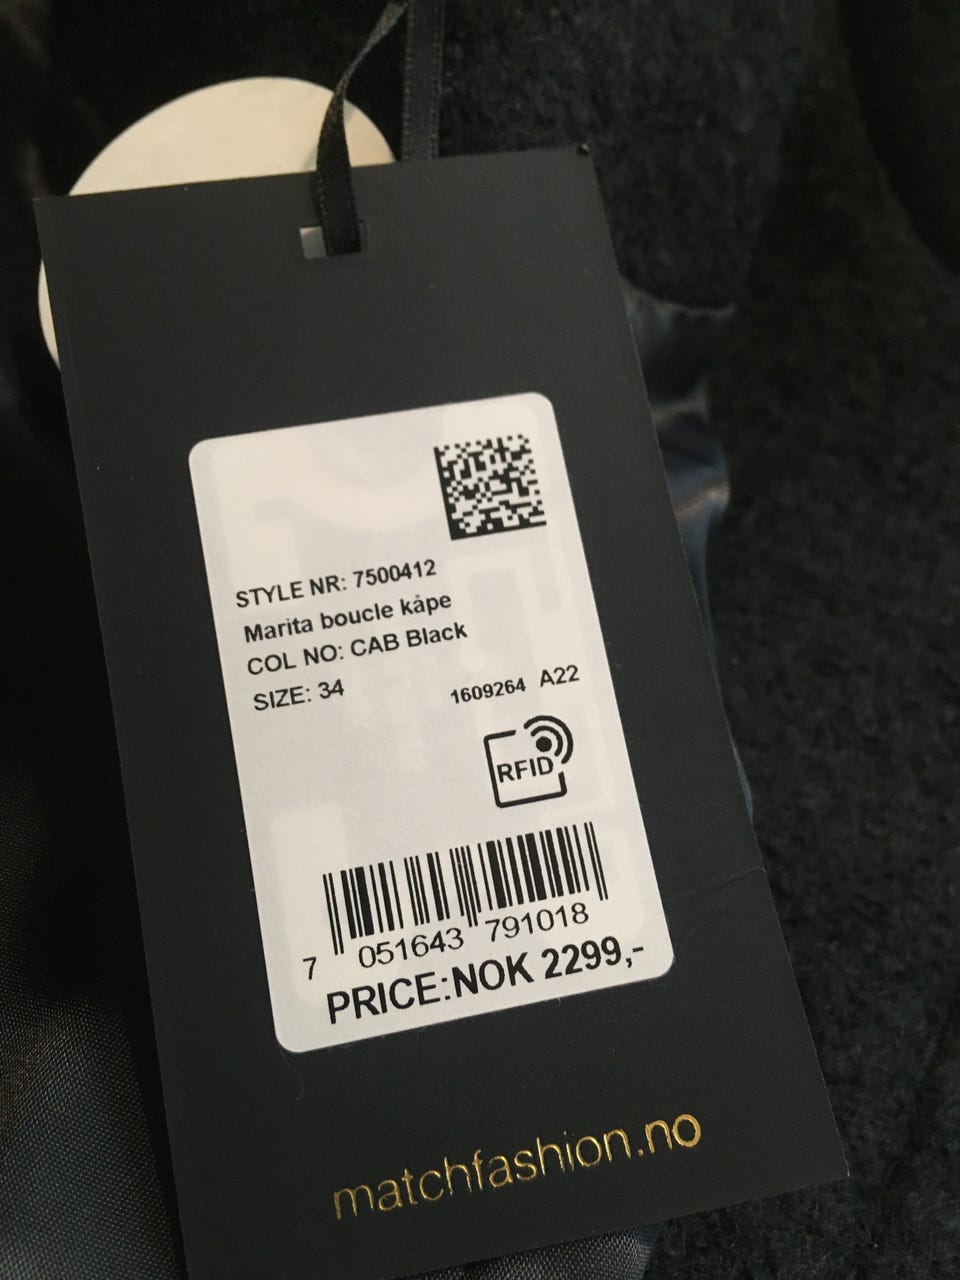 STYLE NR: 7500412
Marita boucle kåpe
COL NO: CAB Black
SIZE: 34
1609264 A22
RFID
7 051643 791018
PRICE:NOK 2299,-
matchfashion.no